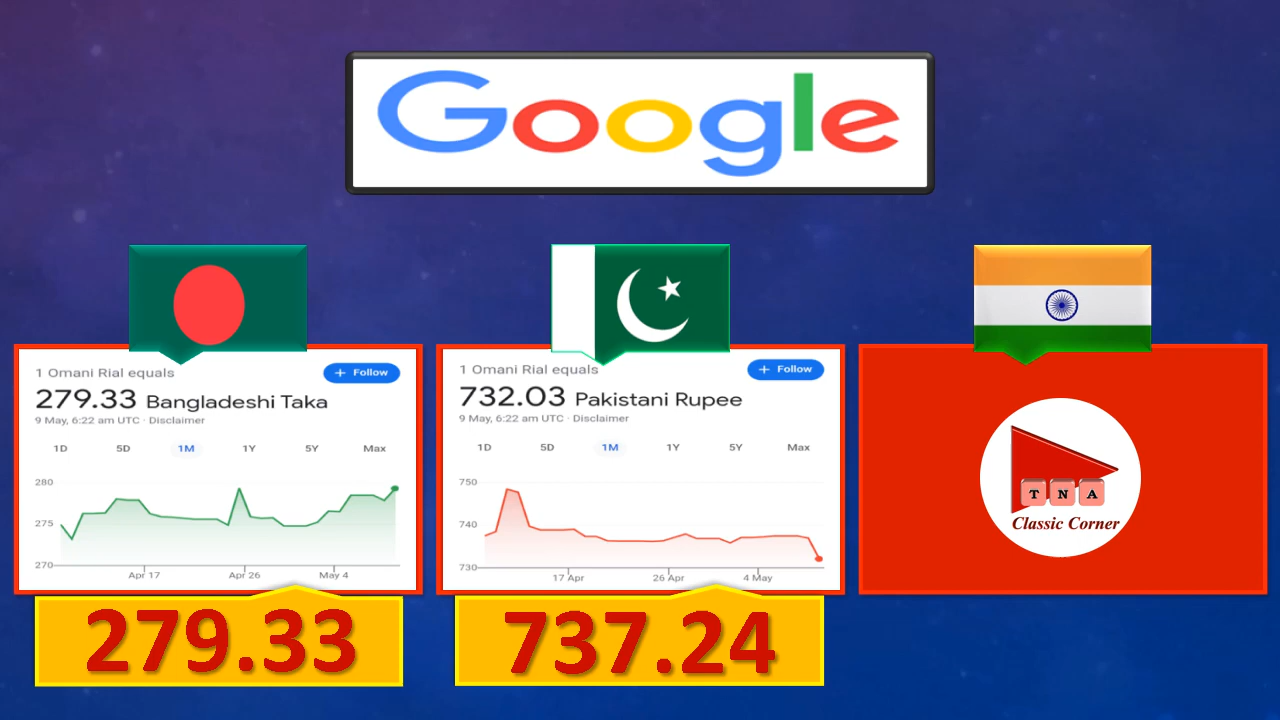 Google
1 Omani Rial equals
+ Follow
279.33 Bangladeshi Taka
9 May, 6:22 am UTC · Disclaimer
1D 5D 1M 1Y 5Y Max
280
275
270
Apr 17 Apr 26 May 4
279.33
1 Omani Rial equals
+ Follow
732.03 Pakistani Rupee
9 May, 6:22 am UTC · Disclaimer
1D 5D 1M 1Y 5Y Max
750
740
730
17 Apr 26 Apr 4 May
737.24
T N A
Classic Corner